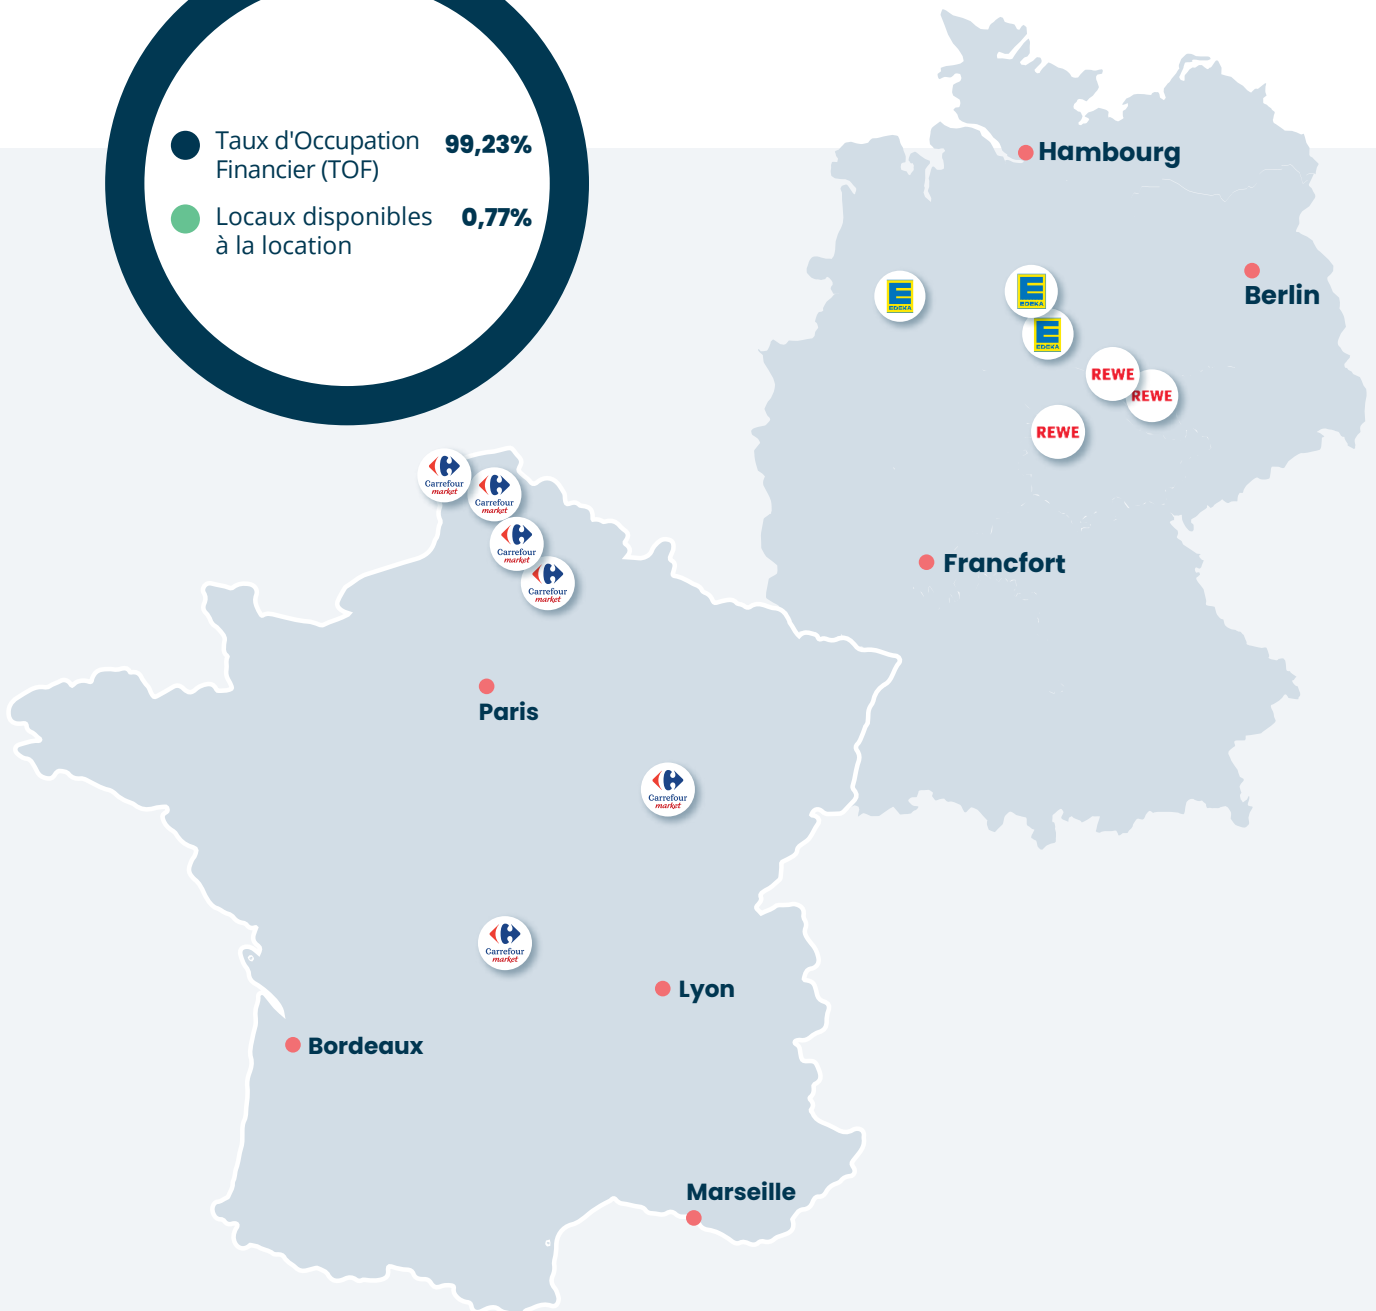 Taux d'Occupation 99,23%
Financier (TOF)
Locaux disponibles 0,77%
à la location
Hambourg
Berlin
EDEKA
EDEKA
EDEKA
REWE
REWE
REWE
Carrefour
market
Carrefour
market
Carrefour
market
Carrefour
market
Francfort
Paris
Carrefour
market
Carrefour
market
Lyon
Bordeaux
Marseille